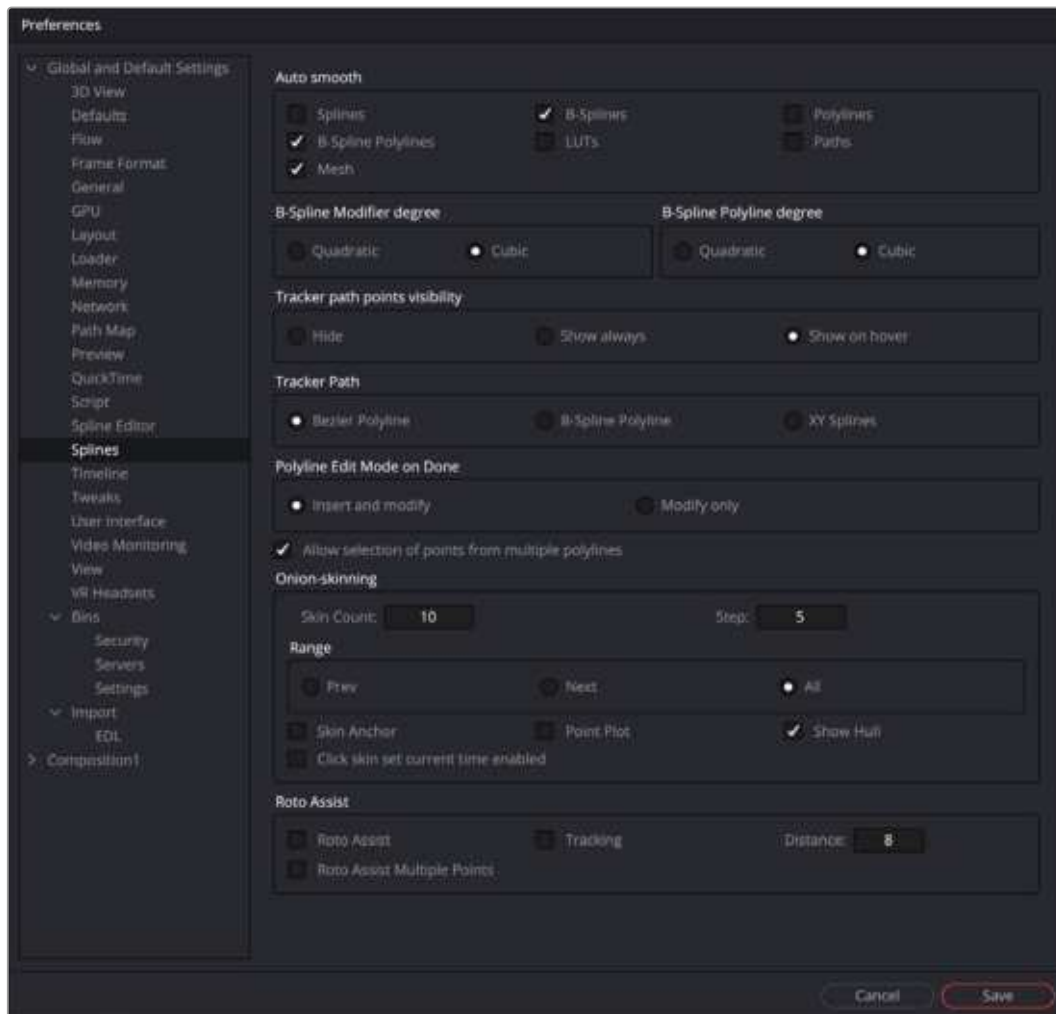 Preferences
Global and Default Settings
3D View
Defaults
Flow
Frame Format
General
GPU
Layout
Loader
Memory
Network
Path Map
Preview
QuickTime
Script
Spline Editor
Splines
Timeline
Tweaks
User Interface
Video Monitoring
View
VR Headsets
Bins
Security
Servers
Settings
Import
EDL
Composition1
Auto smooth
Splines B-Splines Polylines
B-Spline Polylines LUTs Paths
Mesh
B-Spline Modifier degree B-Spline Polyline degree
Quadratic Cubic Quadratic Cubic
Tracker path points visibility
Hide Show always Show on hover
Tracker Path
Bezier Polyline B-Spline Polyline XY Splines
Polyline Edit Mode on Done
Insert and modify Modify only
Allow selection of points from multiple polylines
Onion-skinning
Skin Count: 10 Step: 5
Range
Prev Next All
Skin Anchor Point Plot Show Hull
Click skin set current time enabled
Roto Assist
Roto Assist Tracking Distance: 8
Roto Assist Multiple Points
Cancel Save